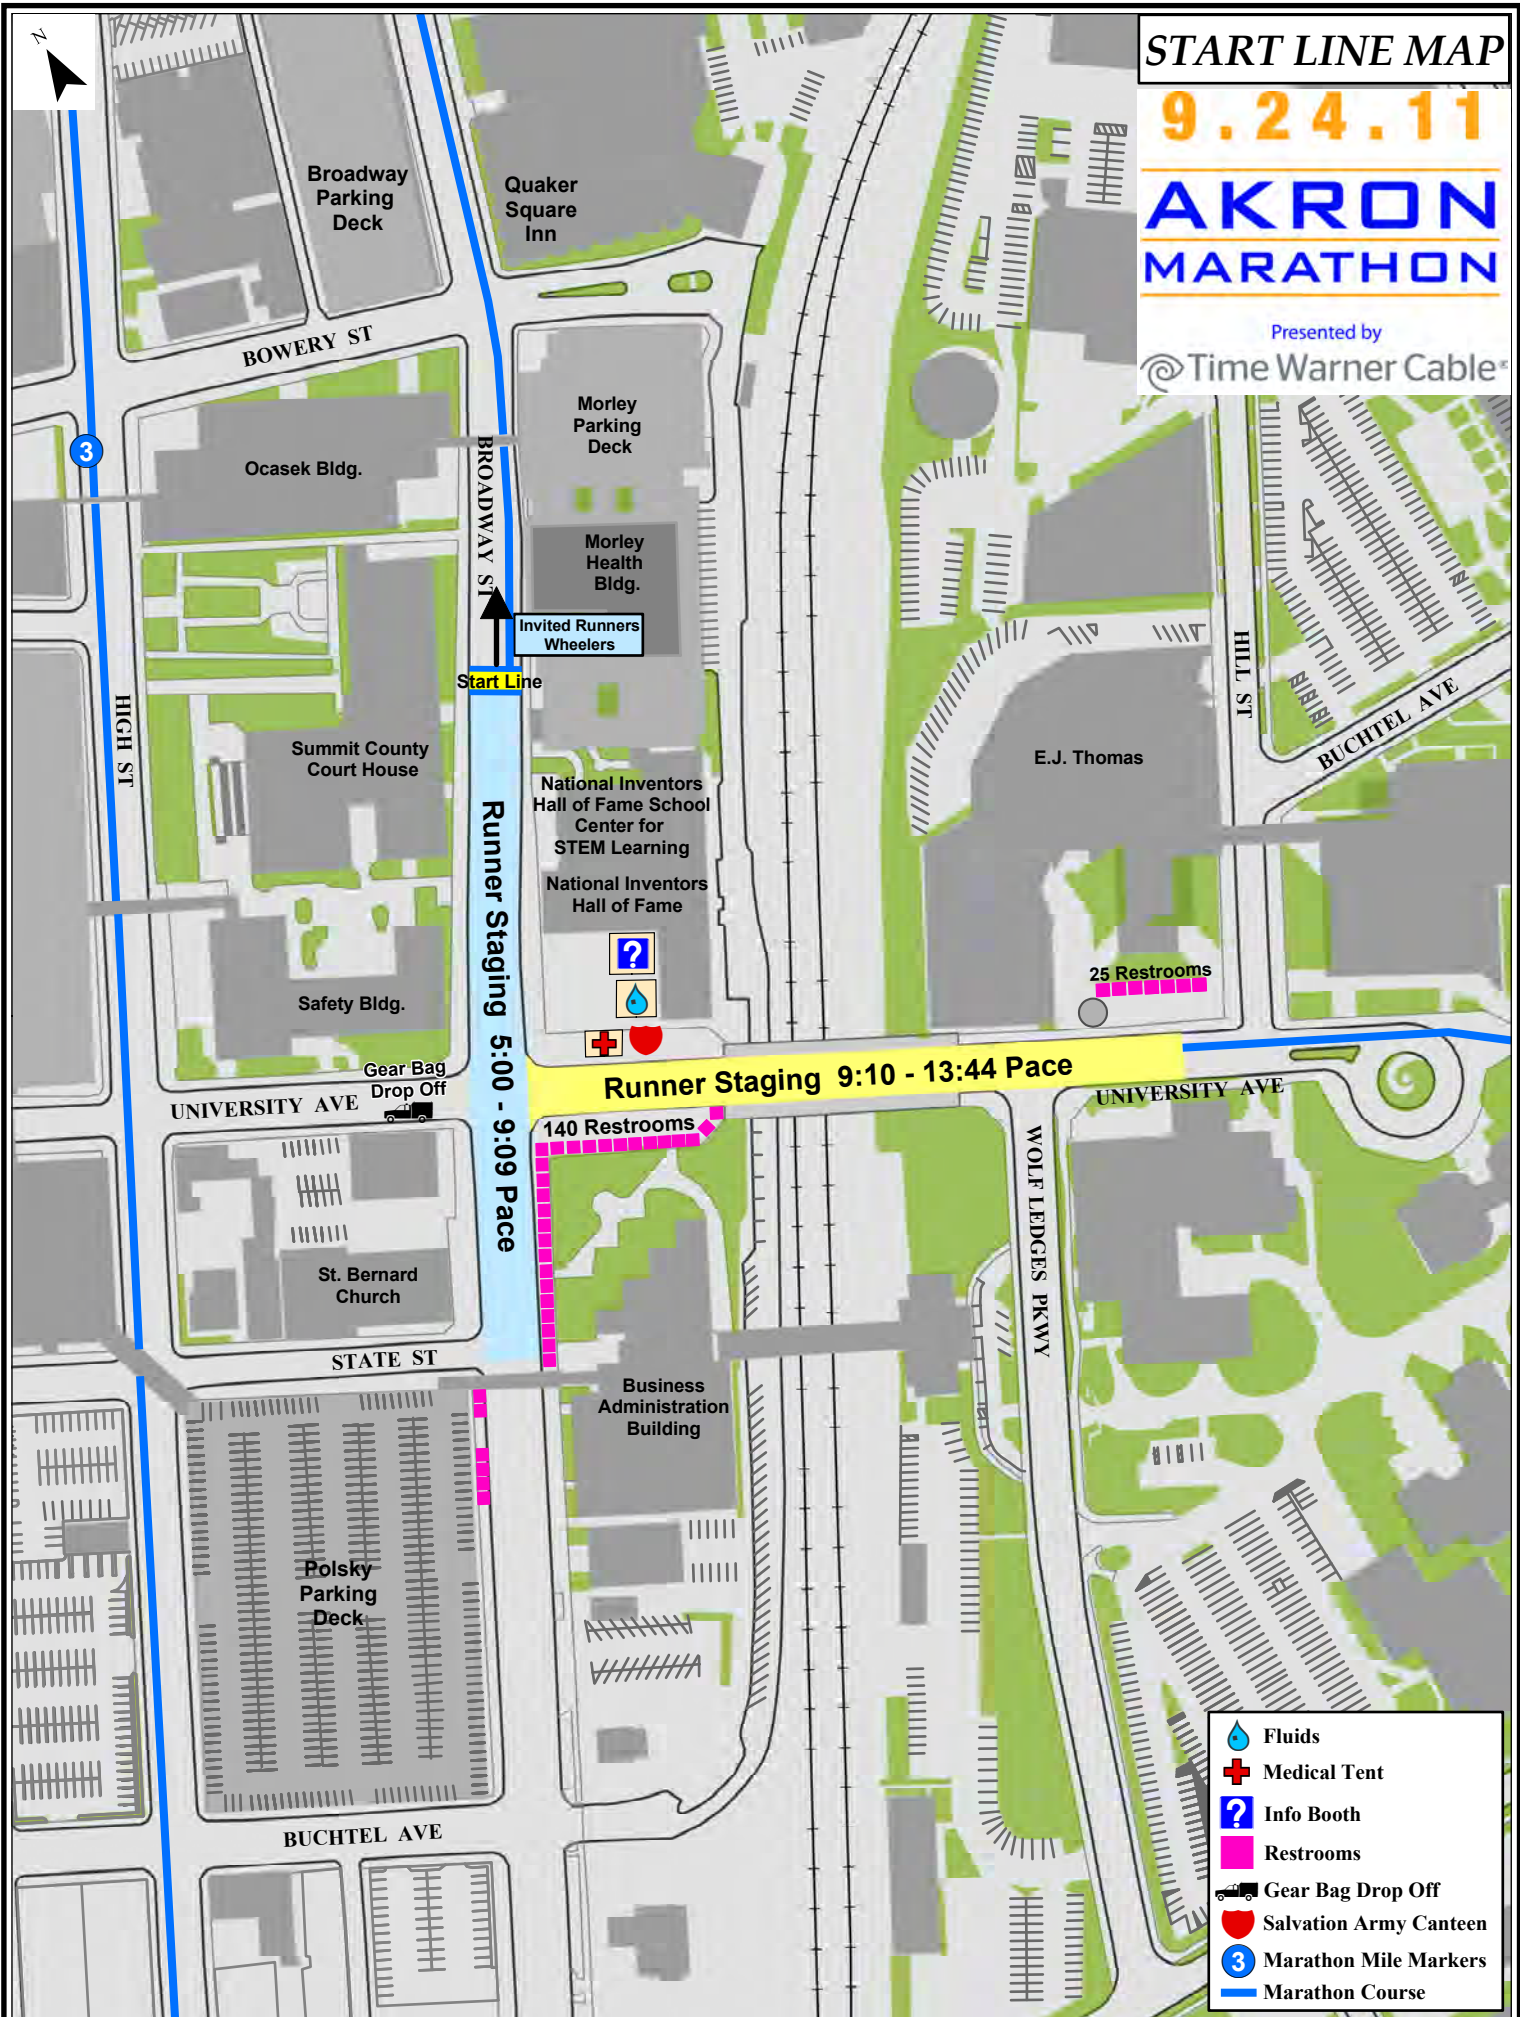 N
START LINE MAP
9.24.11
AKRON
MARATHON
Presented by
Time Warner Cable
Broadway
Parking
Deck
Quaker
Square
Inn
BOWERY ST
Morley
Parking
Deck
3
Ocasek Bldg.
BROADWAY ST
Morley
Health
Bldg.
Invited Runners
Wheelers
Start Line
HIGH ST
HILL ST
BUCHTEL AVE
Summit County
Court House
E.J. Thomas
National Inventors
Hall of Fame School
Center for
STEM Learning
National Inventors
Hall of Fame
Runner Staging 5:00 - 9:09 Pace
?
25 Restrooms
Safety Bldg.
Gear Bag
Drop Off
Runner Staging 9:10 - 13:44 Pace
UNIVERSITY AVE
UNIVERSITY AVE
140 Restrooms
WOLF LEDGES PKWY
St. Bernard
Church
STATE ST
Business
Administration
Building
Polsky
Parking
Deck
BUCHTEL AVE
Fluids
Medical Tent
? Info Booth
Restrooms
Gear Bag Drop Off
Salvation Army Canteen
3 Marathon Mile Markers
Marathon Course